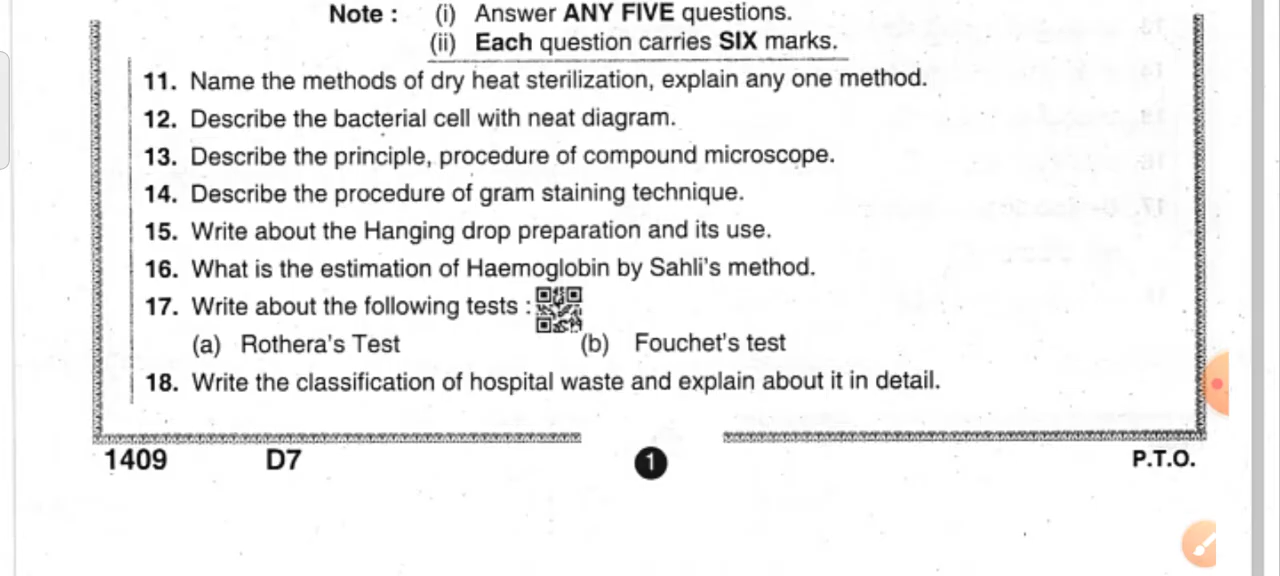 Note : (i) Answer ANY FIVE questions.
(ii) Each question carries SIX marks.
11. Name the methods of dry heat sterilization, explain any one method.
12. Describe the bacterial cell with neat diagram.
13. Describe the principle, procedure of compound microscope.
14. Describe the procedure of gram staining technique.
15. Write about the Hanging drop preparation and its use.
16. What is the estimation of Haemoglobin by Sahli's method.
17. Write about the following tests :
(a) Rothera's Test (b) Fouchet's test
18. Write the classification of hospital waste and explain about it in detail.
1409 D7 1 P.T.O.